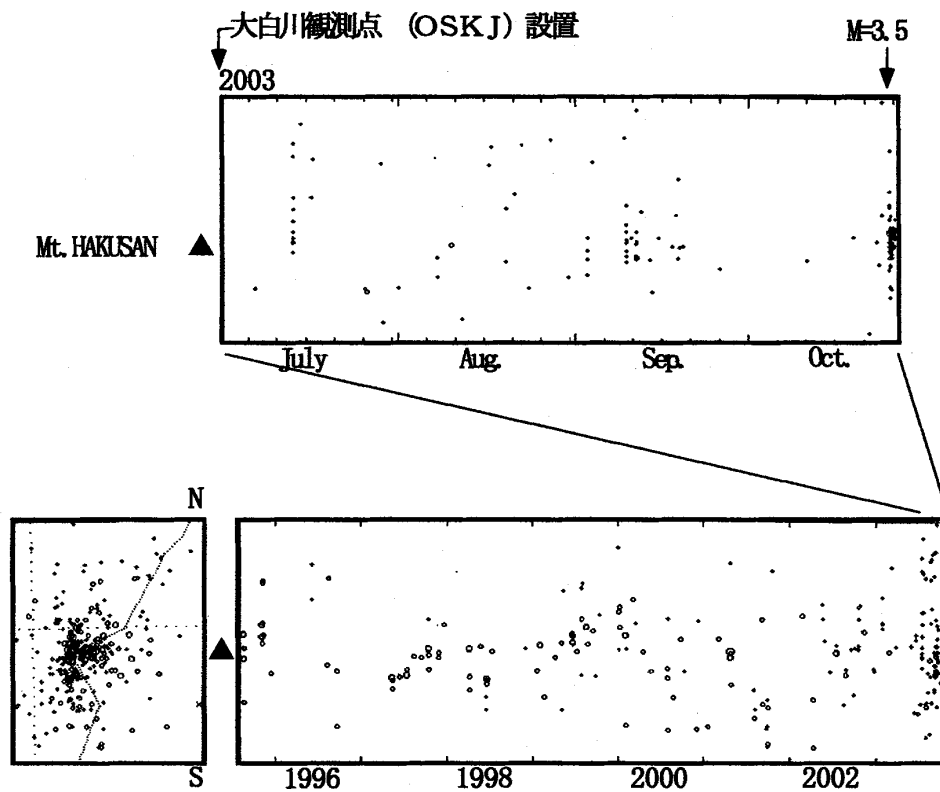 大白川観測点 (OSKJ) 設置
M=3.5
2003
Mt. HAKUSAN
July Aug. Sep. Oct.
N
S
1996 1998 2000 2002